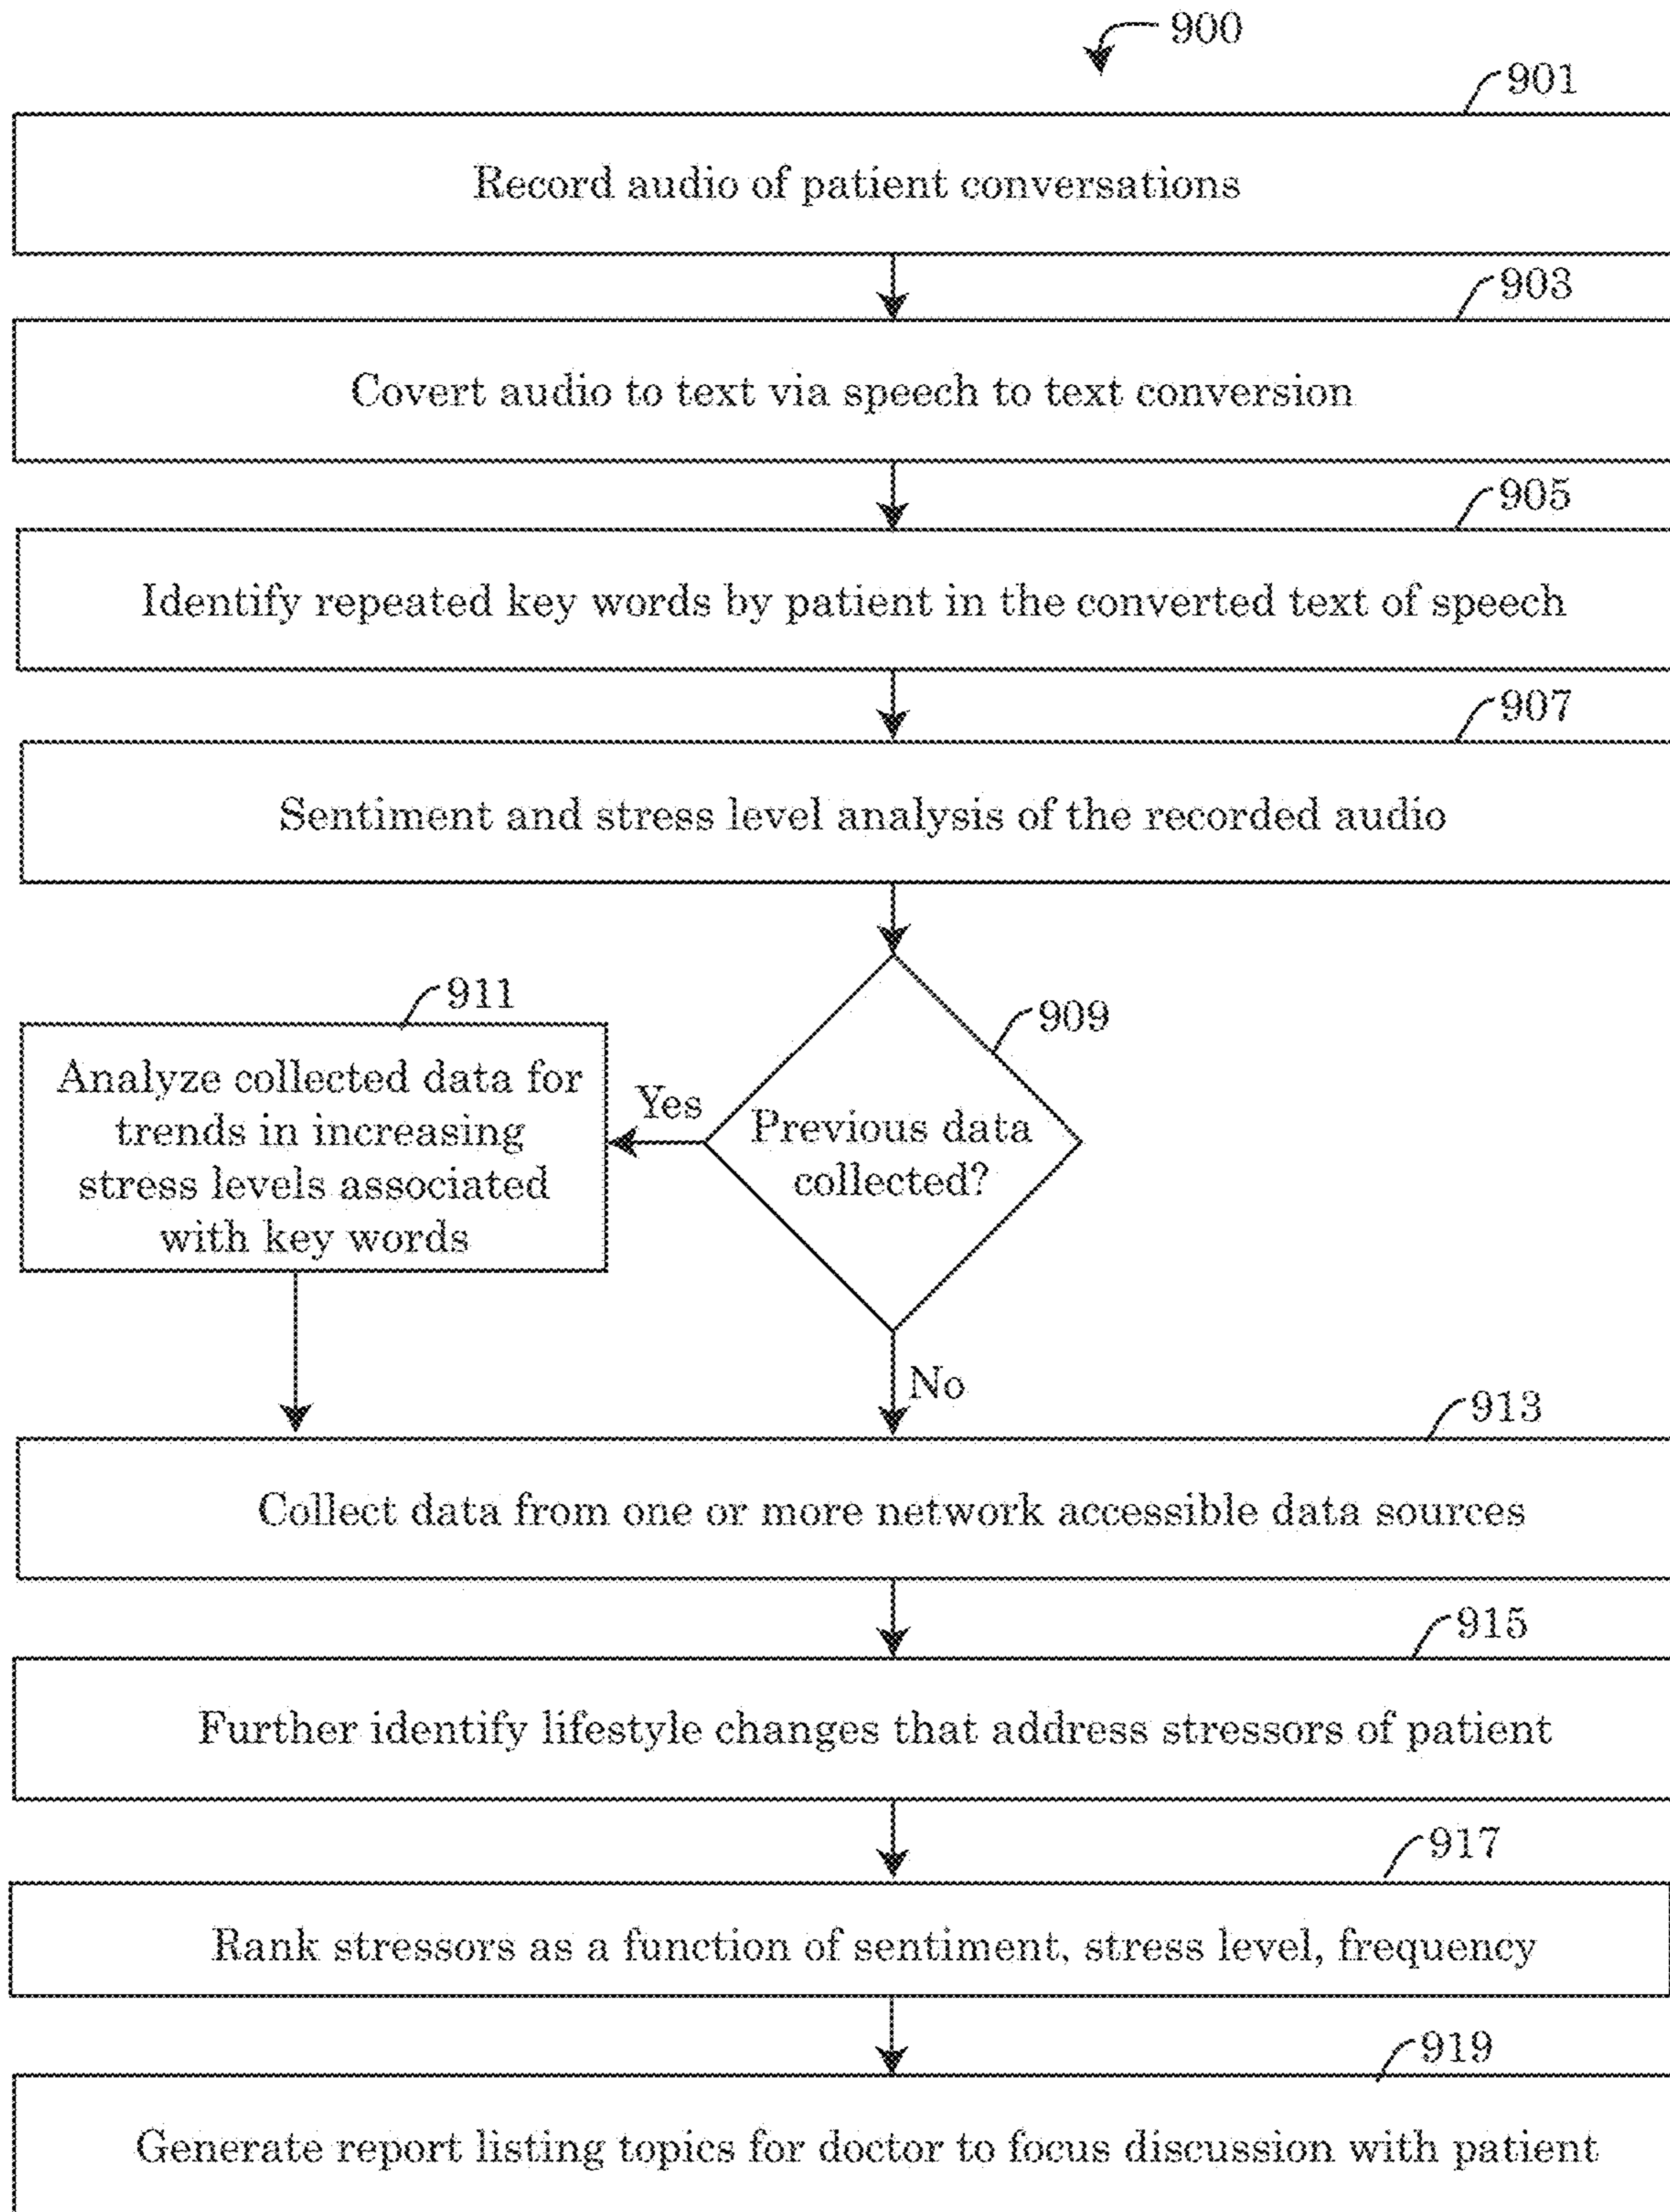 900
901
Record audio of patient conversations
903
Covert audio to text via speech to text conversion
905
Identify repeated key words by patient in the converted text of speech
907
Sentiment and stress level analysis of the recorded audio
911
909
Analyze collected data for
trends in increasing
stress levels associated
with key words
Yes
Previous data
collected?
No
913
Collect data from one or more network accessible data sources
915
Further identify lifestyle changes that address stressors of patient
917
Rank stressors as a function of sentiment, stress level, frequency
919
Generate report listing topics for doctor to focus discussion with patient